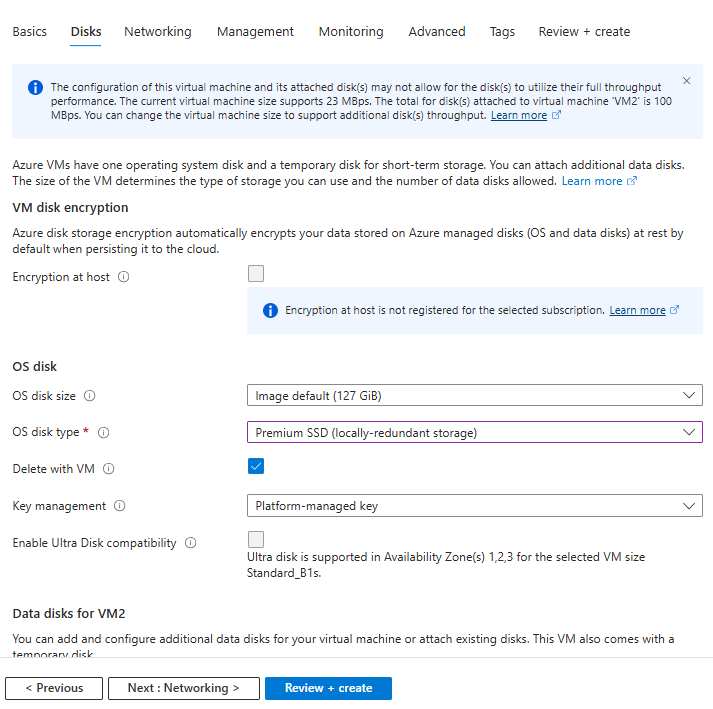 Basics Disks Networking Management Monitoring Advanced Tags Review + create
The configuration of this virtual machine and its attached disk(s) may not allow for the disk(s) to utilize their full throughput
performance. The current virtual machine size supports 23 MBps. The total for disk(s) attached to virtual machine 'VM2' is 100
MBps. You can change the virtual machine size to support additional disk(s) throughput. Learn more
Azure VMs have one operating system disk and a temporary disk for short-term storage. You can attach additional data disks.
The size of the VM determines the type of storage you can use and the number of data disks allowed. Learn more
VM disk encryption
Azure disk storage encryption automatically encrypts your data stored on Azure managed disks (OS and data disks) at rest by
default when persisting it to the cloud.
Encryption at host
Encryption at host is not registered for the selected subscription. Learn more
OS disk
OS disk size Image default (127 GiB)
OS disk type * Premium SSD (locally-redundant storage)
Delete with VM
Key management Platform-managed key
Enable Ultra Disk compatibility
Ultra disk is supported in Availability Zone(s) 1,2,3 for the selected VM size
Standard_B1s.
Data disks for VM2
You can add and configure additional data disks for your virtual machine or attach existing disks. This VM also comes with a
temporary disk.
< Previous Next : Networking > Review + create